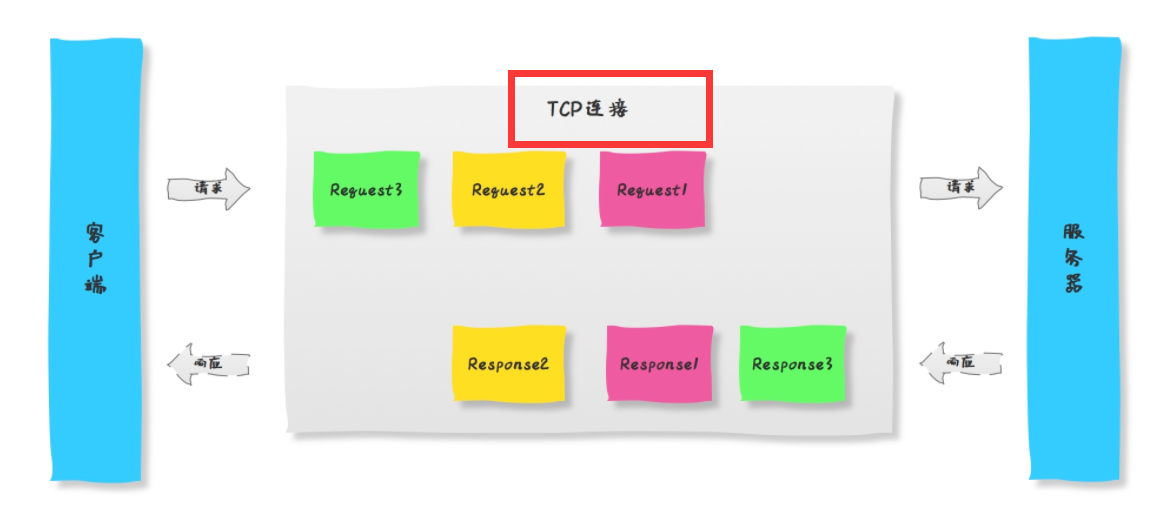 TCP连接
Request3 Request2 Request1
请求
请求
客户端
服务器
Response2 Response1 Response3
响应
响应